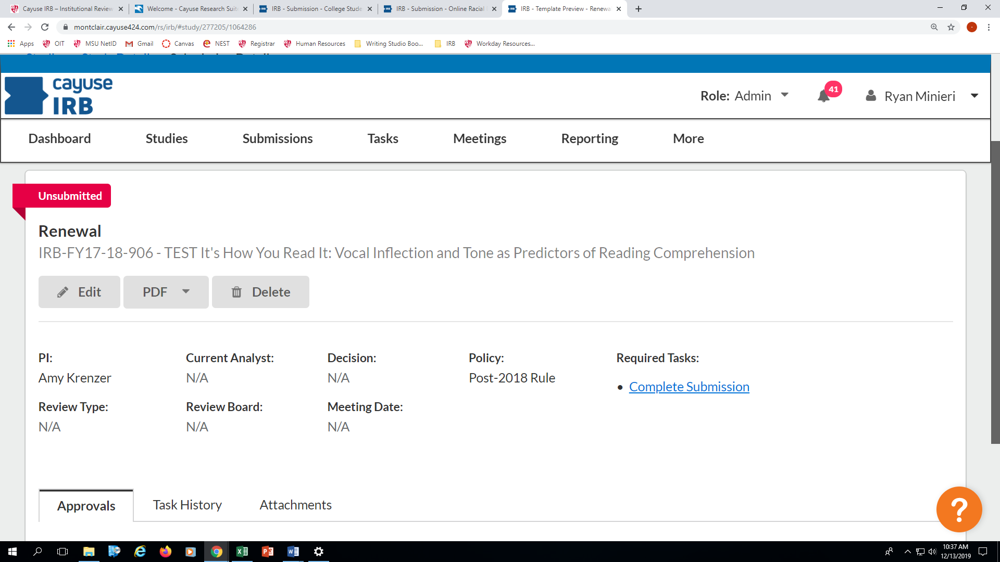 Cayuse IRB – Institutional Review
Welcome - Cayuse Research Suit
IRB - Submission - College Stude
IRB - Submission - Online Racial
IRB - Template Preview - Renewa
montclair.cayuse424.com/rs/irb/#study/277205/1064286
Apps
OIT
MSU NetID
Gmail
Canvas
NEST
Registrar
Human Resources
Writing Studio Boo...
IRB
Workday Resources...
cayuse
IRB
Role: Admin
41
Ryan Minieri
Dashboard
Studies
Submissions
Tasks
Meetings
Reporting
More
Unsubmitted
Renewal
IRB-FY17-18-906 - TEST It's How You Read It: Vocal Inflection and Tone as Predictors of Reading Comprehension
Edit
PDF
Delete
PI:
Amy Krenzer
Current Analyst:
N/A
Decision:
N/A
Policy:
Post-2018 Rule
Required Tasks:
• Complete Submission
Review Type:
N/A
Review Board:
N/A
Meeting Date:
N/A
Approvals
Task History
Attachments
?
10:37 AM
12/13/2019